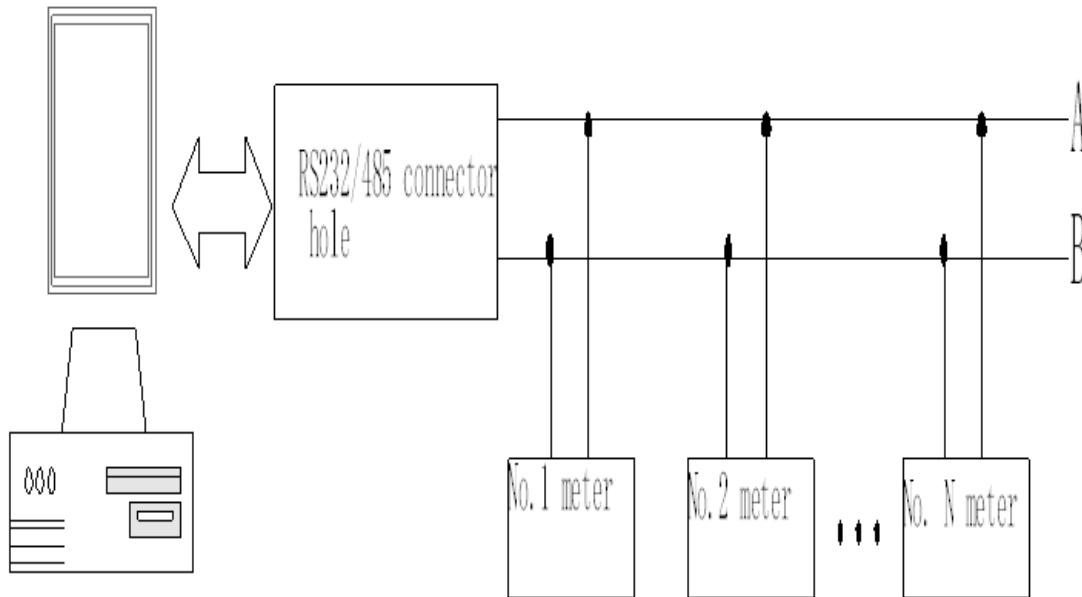 RS232/485 connector
hole
A
B
No.1 meter
No.2 meter
No. N meter